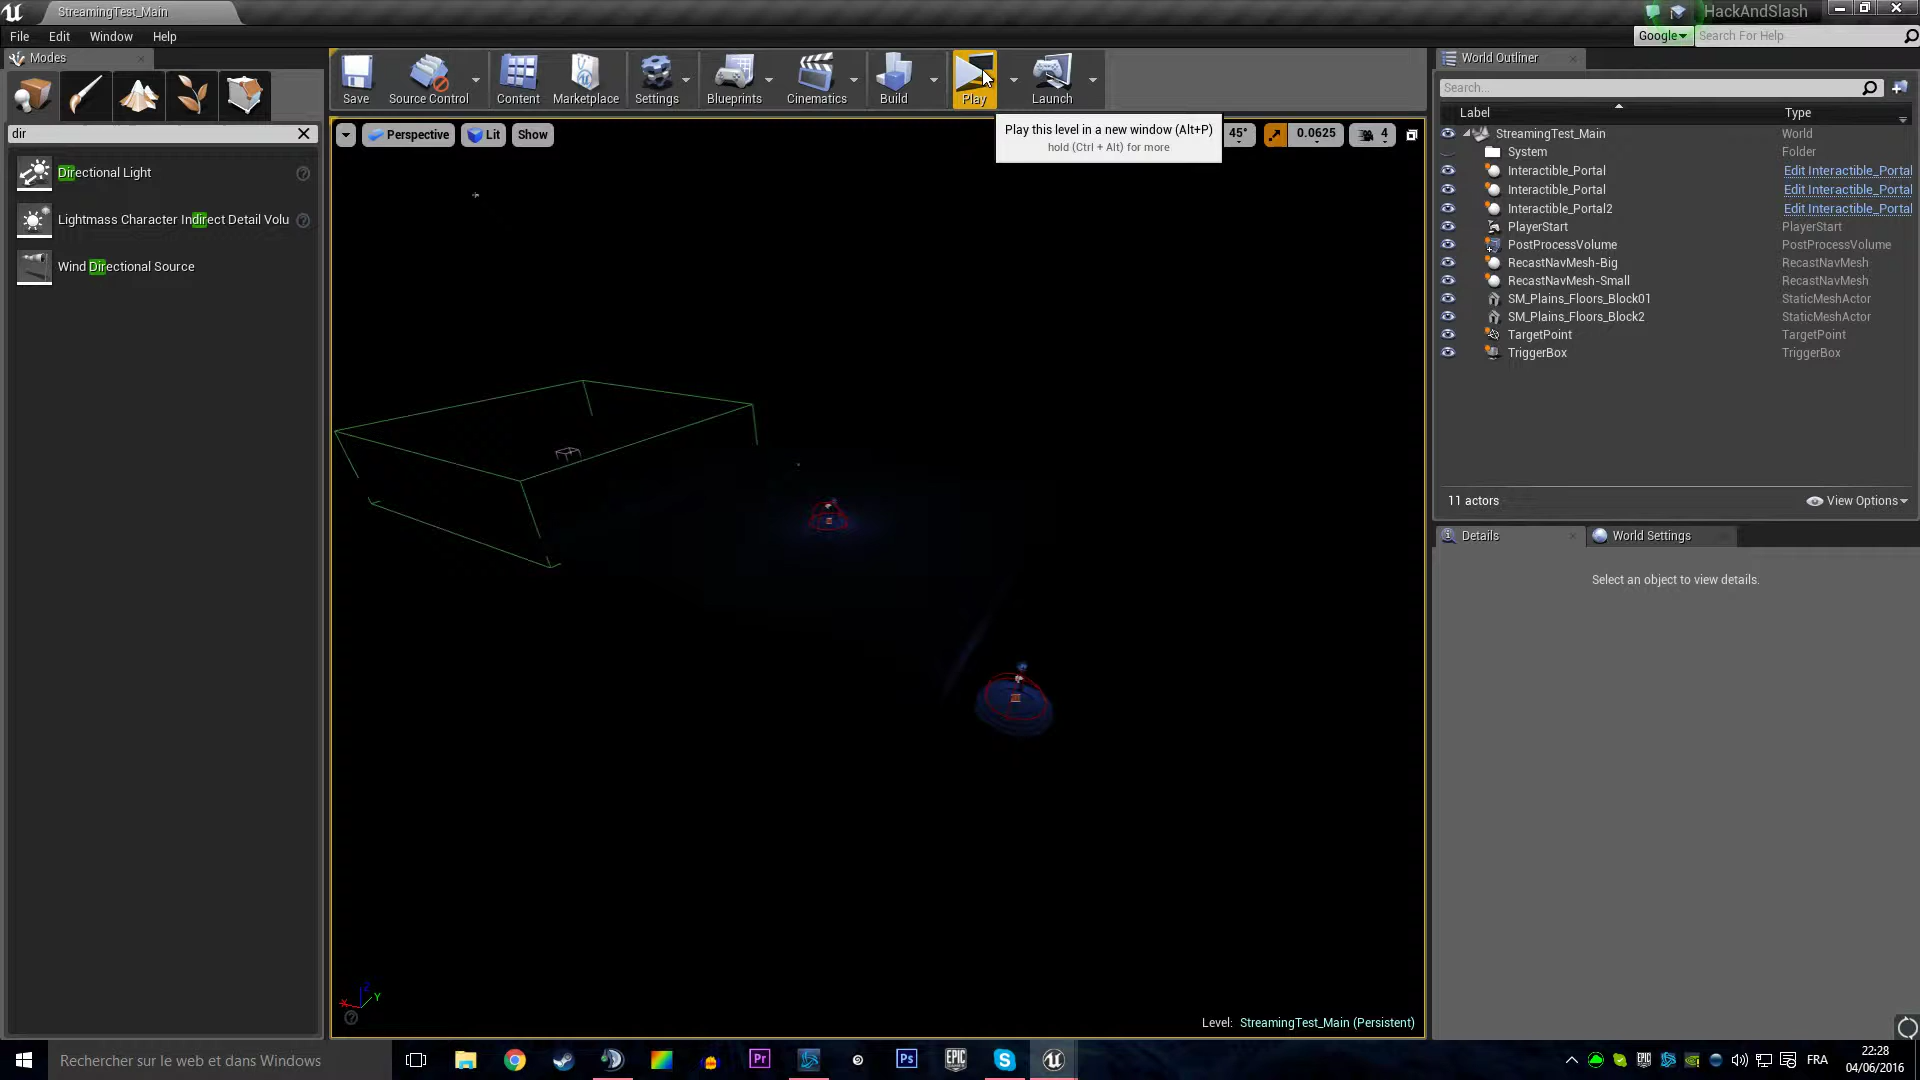 StreamingTest_Main
HackAndSlash
File Edit Window Help
Google
Search For Help
Modes
dir
Directional Light
Lightmass Character Indirect Detail Volu
Wind Directional Source
Save
Source Control
Content
Marketplace
Settings
Blueprints
Cinematics
Build
Play
Launch
Play this level in a new window (Alt+P)
hold (Ctrl + Alt) for more
Perspective
Lit
Show
45°
0.0625
4
X
Z
Y
Level: StreamingTest_Main (Persistent)
World Outliner
Search...
Label Type
StreamingTest_Main World
System Folder
Interactible_Portal Edit Interactible_Portal
Interactible_Portal Edit Interactible_Portal
Interactible_Portal2 Edit Interactible_Portal
PlayerStart PlayerStart
PostProcessVolume PostProcessVolume
RecastNavMesh-Big RecastNavMesh
RecastNavMesh-Small RecastNavMesh
SM_Plains_Floors_Block01 StaticMeshActor
SM_Plains_Floors_Block2 StaticMeshActor
TargetPoint TargetPoint
TriggerBox TriggerBox
11 actors
View Options
Details
World Settings
Select an object to view details.
Rechercher sur le web et dans Windows
Pr
Ps
EPIC GAMES
FRA
22:28
04/06/2016